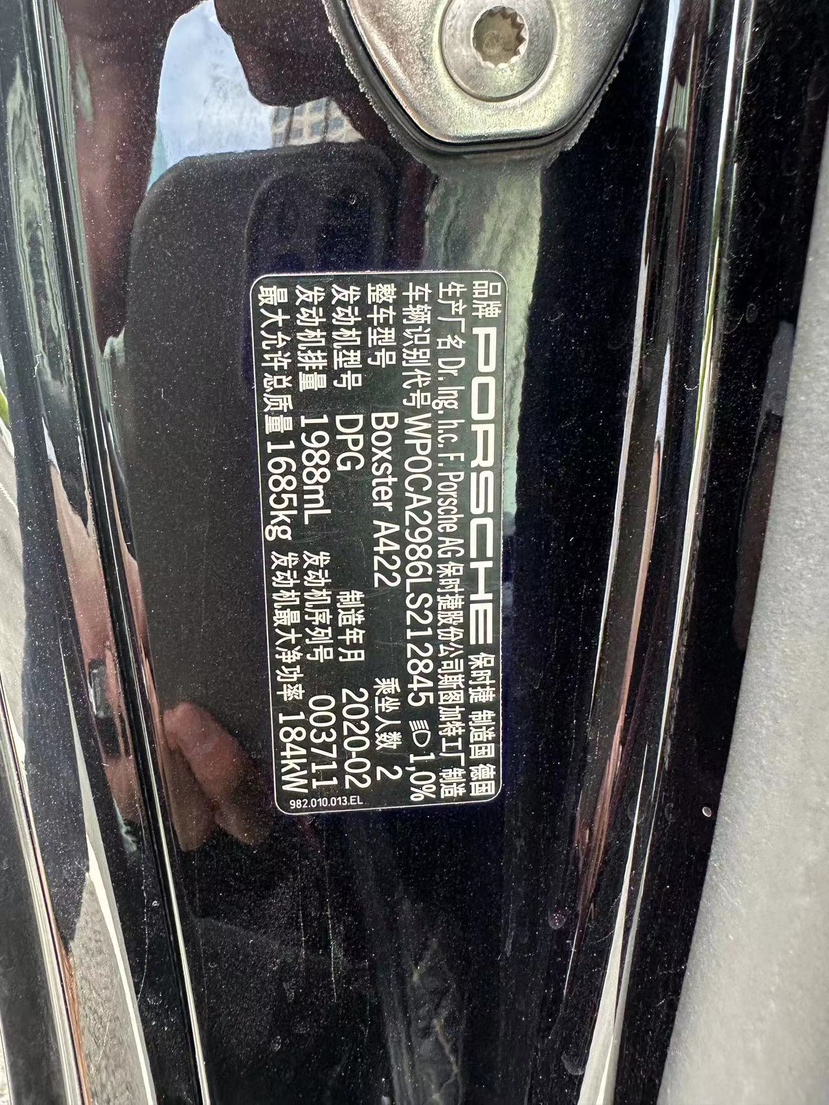 品牌 PORSCHE 保时捷 制造国 德国
生产厂名 Dr. Ing. h.c. F. Porsche AG 保时捷股份公司斯图加特工厂制造
车辆识别代号 WP0CA2986LS212845 1,0%
整车型号 Boxster A422 乘坐人数 2
发动机型号 DPG 制造年月 2020-02
发动机排量 1988mL 发动机序列号 003711
最大允许总质量 1685kg 发动机最大净功率 184kW
982.010.013.EL